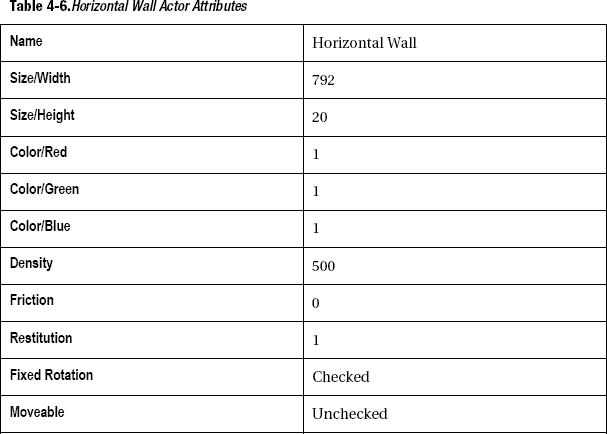 Table 4-6.Horizontal Wall Actor Attributes
Name Horizontal Wall
Size/Width 792
Size/Height 20
Color/Red 1
Color/Green 1
Color/Blue 1
Density 500
Friction 0
Restitution 1
Fixed Rotation Checked
Moveable Unchecked